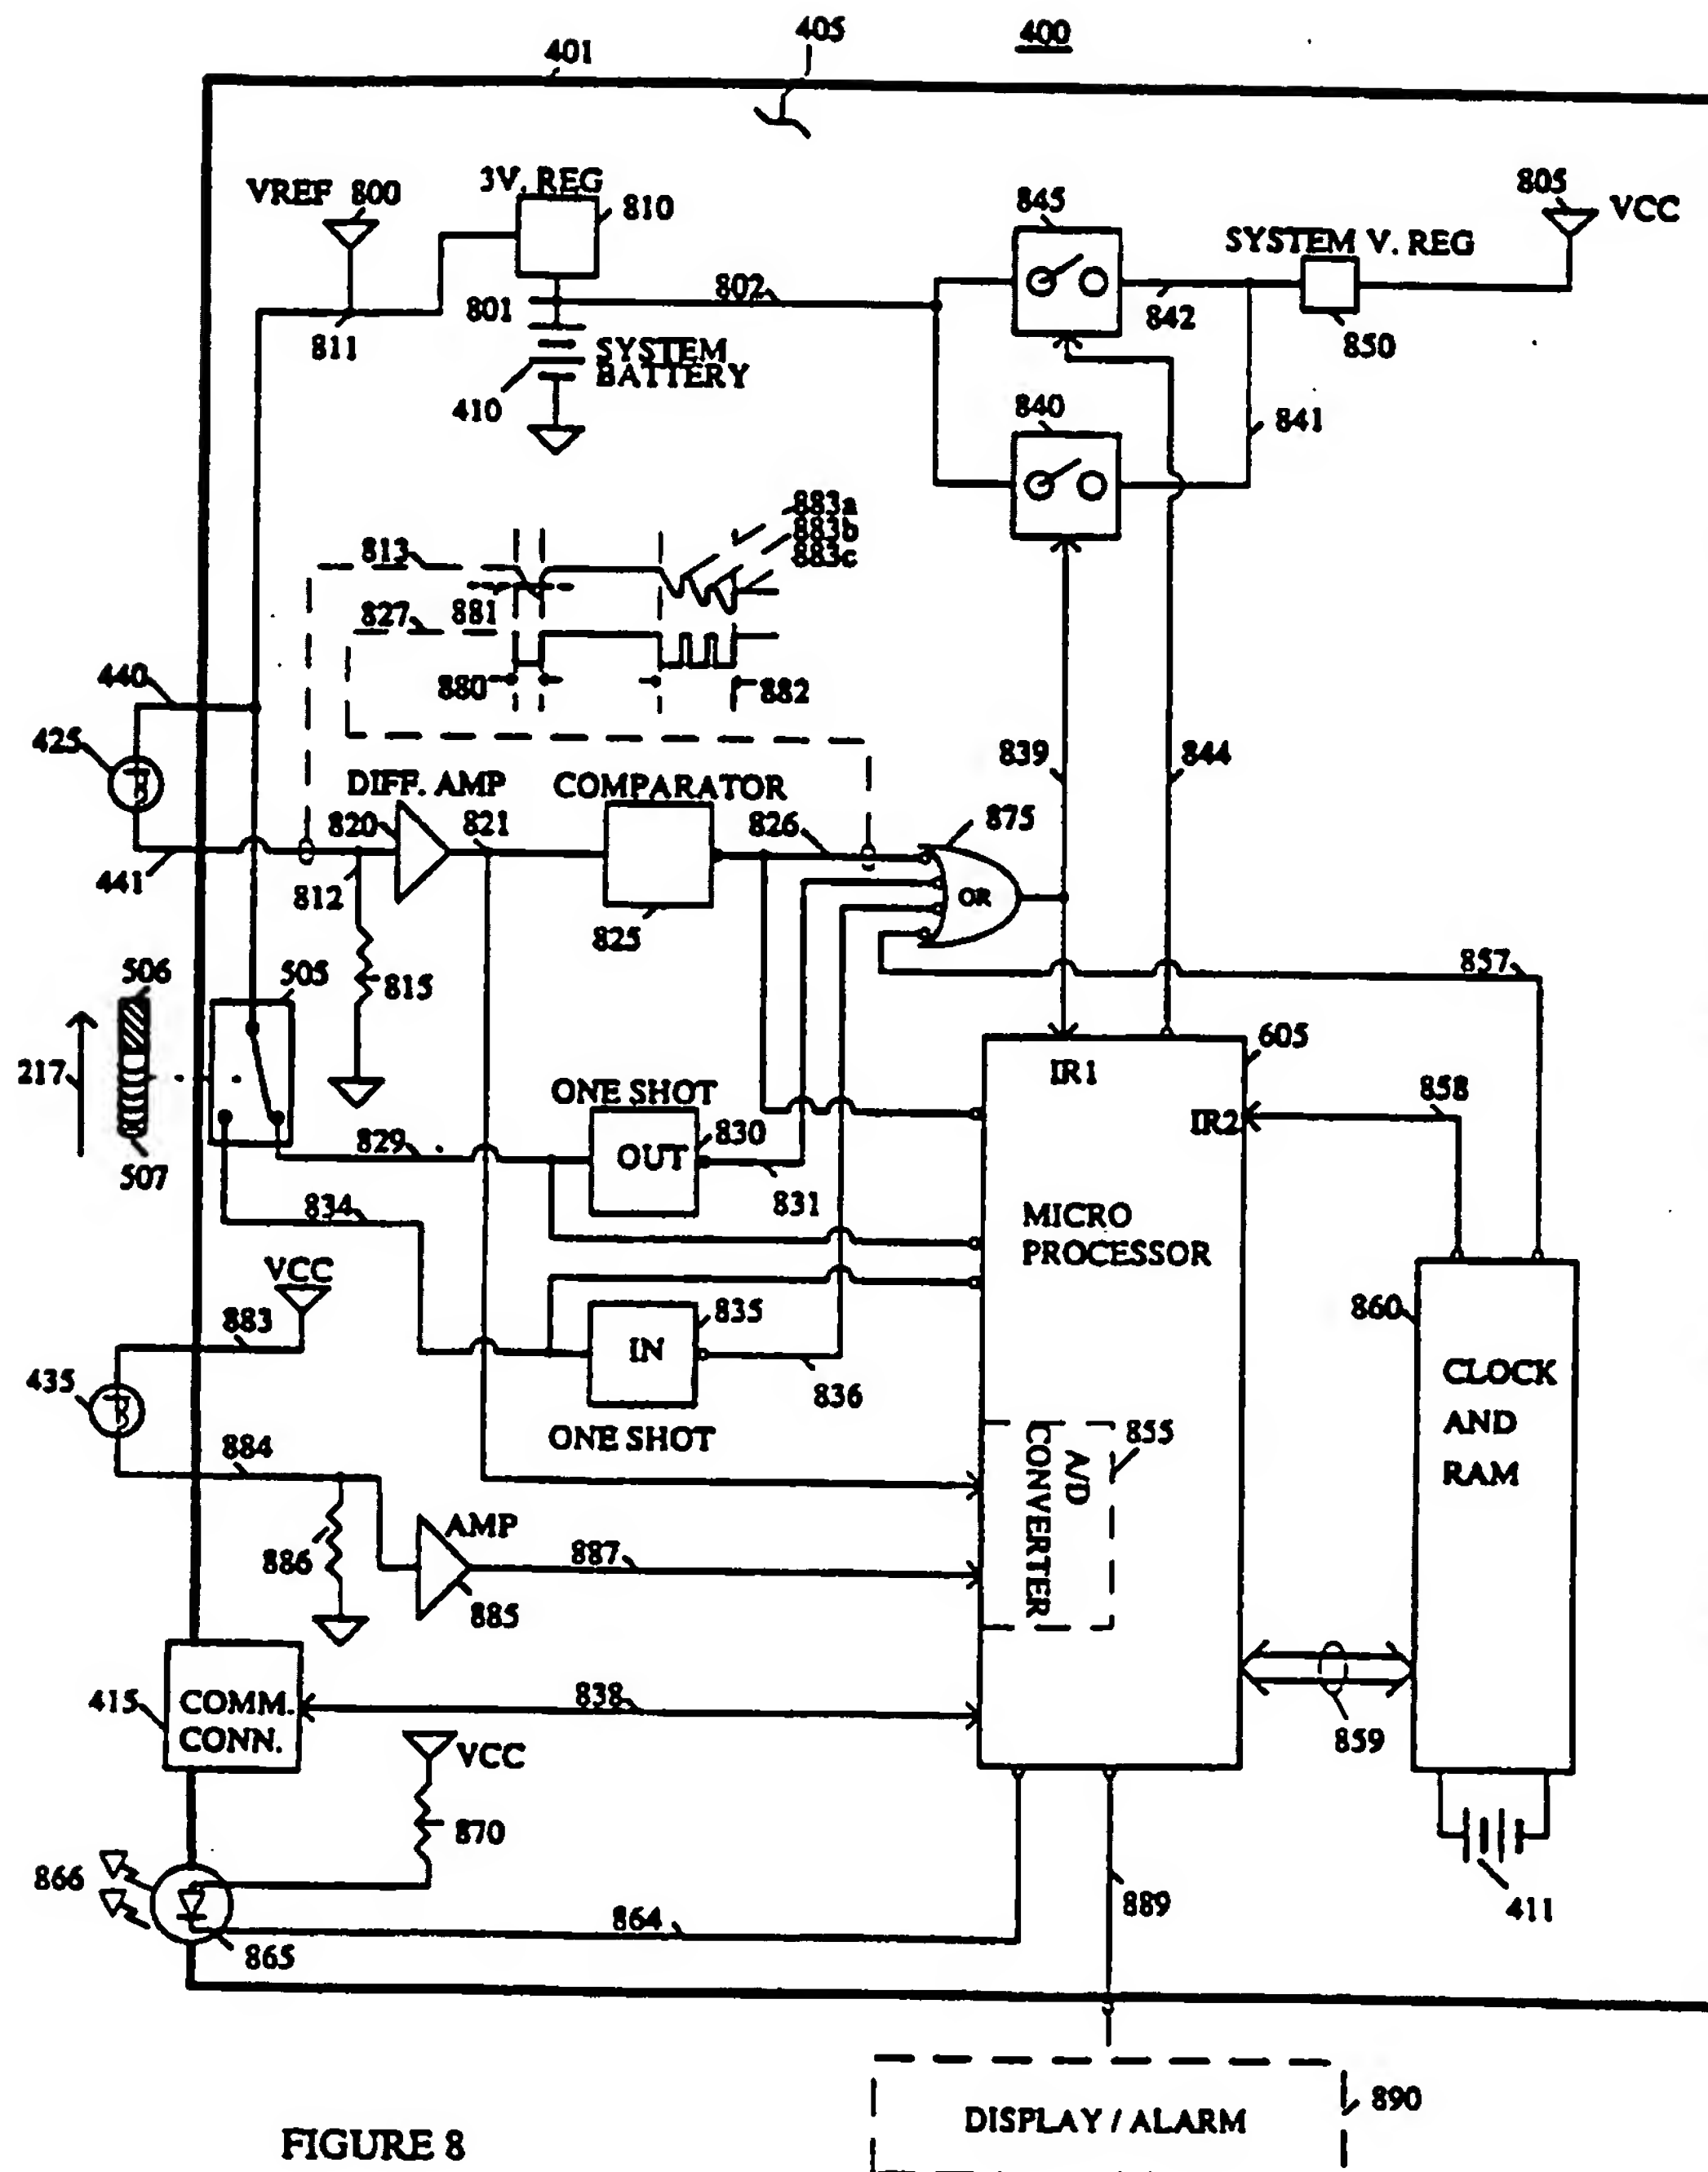 405
400
401
VREF 800
3V. REG
810
845
805
VCC
SYSTEM V. REG
801
802
811
842
850
SYSTEM
BATTERY
410
840
841
883a
883b
883c
813
881
827
880
882
440
425
839
844
DIFF. AMP
COMPARATOR
820
821
826
875
441
812
OR
825
857
506
505
815
605
217
IR1
ONE SHOT
858
830
IR2
OUT
829
507
831
834
MICRO
PROCESSOR
VCC
835
860
883
IN
435
836
CLOCK
AND
RAM
ONE SHOT
855
884
A/D
CONVERTER
AMP
886
887
885
415
COMM.
CONN.
838
859
VCC
870
866
889
411
864
865
890
DISPLAY / ALARM
FIGURE 8